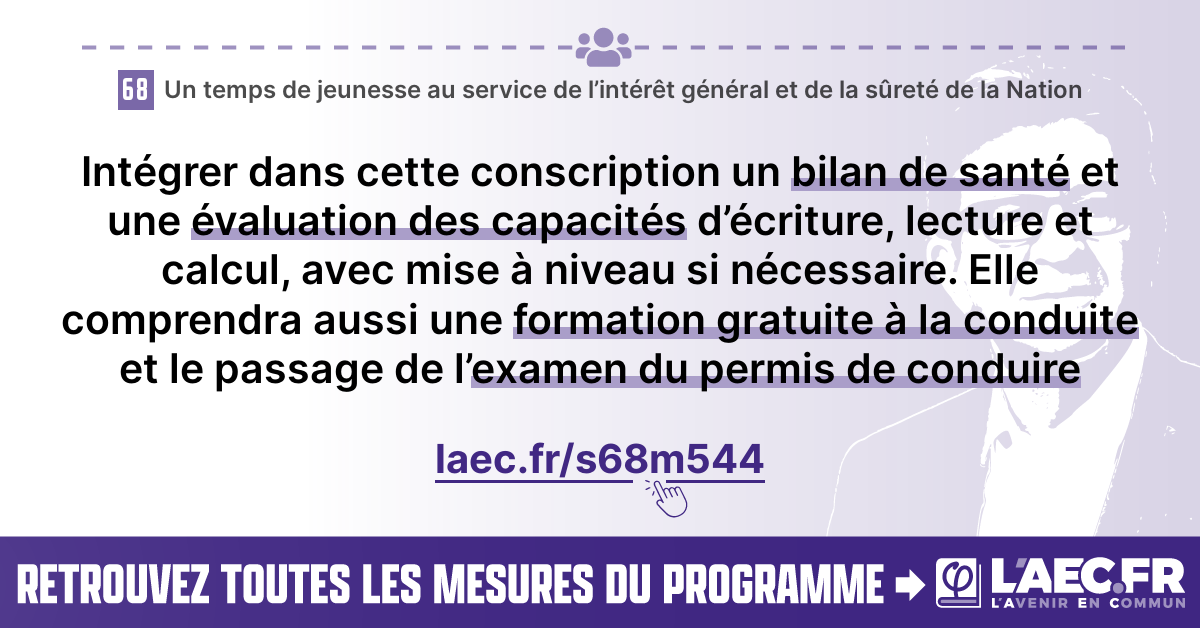 68 Un temps de jeunesse au service de l’intérêt général et de la sûreté de la Nation
Intégrer dans cette conscription un bilan de santé et
une évaluation des capacités d’écriture, lecture et
calcul, avec mise à niveau si nécessaire. Elle
comprendra aussi une formation gratuite à la conduite
et le passage de l’examen du permis de conduire
laec.fr/s68m544
RETROUVEZ TOUTES LES MESURES DU PROGRAMME
φ L'AEC.FR
L'AVENIR EN COMMUN